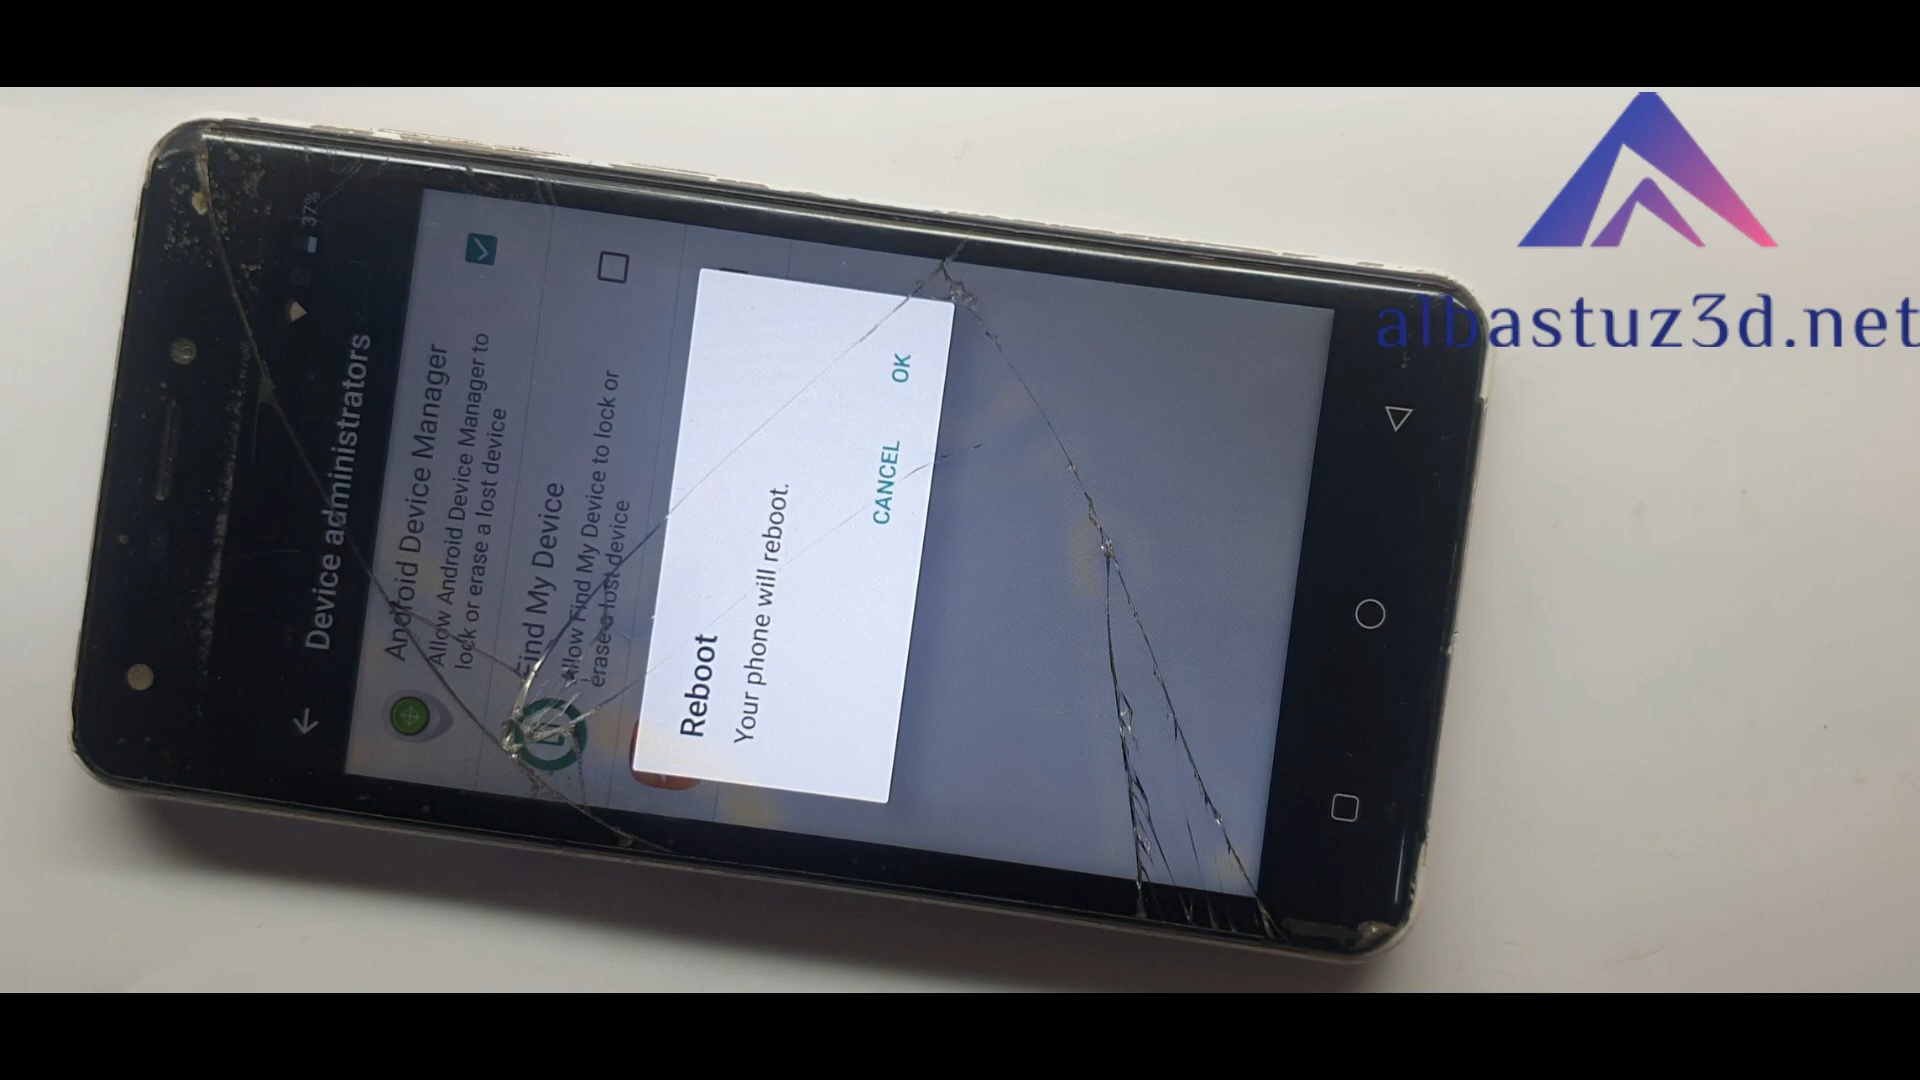 37%
Device administrators
Android Device Manager
Allow Android Device Manager to
lock or erase a lost device
Find My Device
Allow Find My Device to lock or
erase a lost device
Reboot
Your phone will reboot.
CANCEL OK
albastuz3d.net